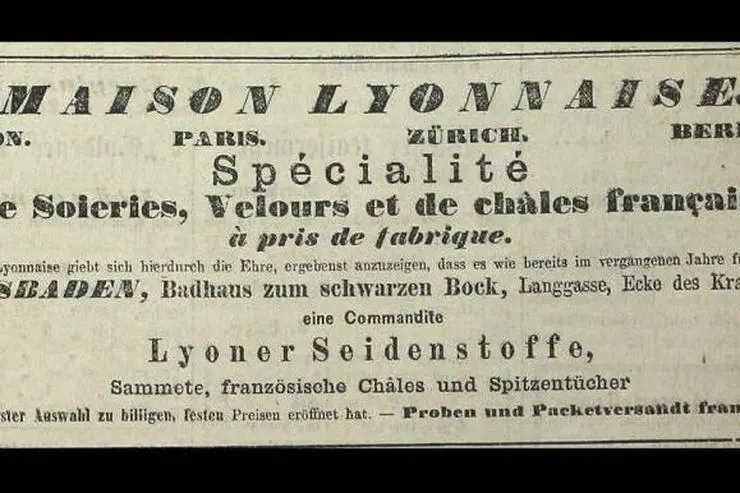 MAISON LYONNAISE.
ON. PARIS. ZÜRICH. BER
Spécialité
e Soieries, Velours et de châles françai
à pris de fabrique.
Lyonnaise giebt sich hierdurch die Ehre, ergebenst anzuzeigen, dass es wie bereits im vergangenen Jahre f
SBADEN, Badhaus zum schwarzen Bock, Langgasse, Ecke des Kra
eine Commandite
Lyoner Seidenstoffe,
Sammete, französische Châles und Spitzentücher
ster Auswahl zu billigen, festen Preisen eröffnet hat. — Proben und Packetversandt fran